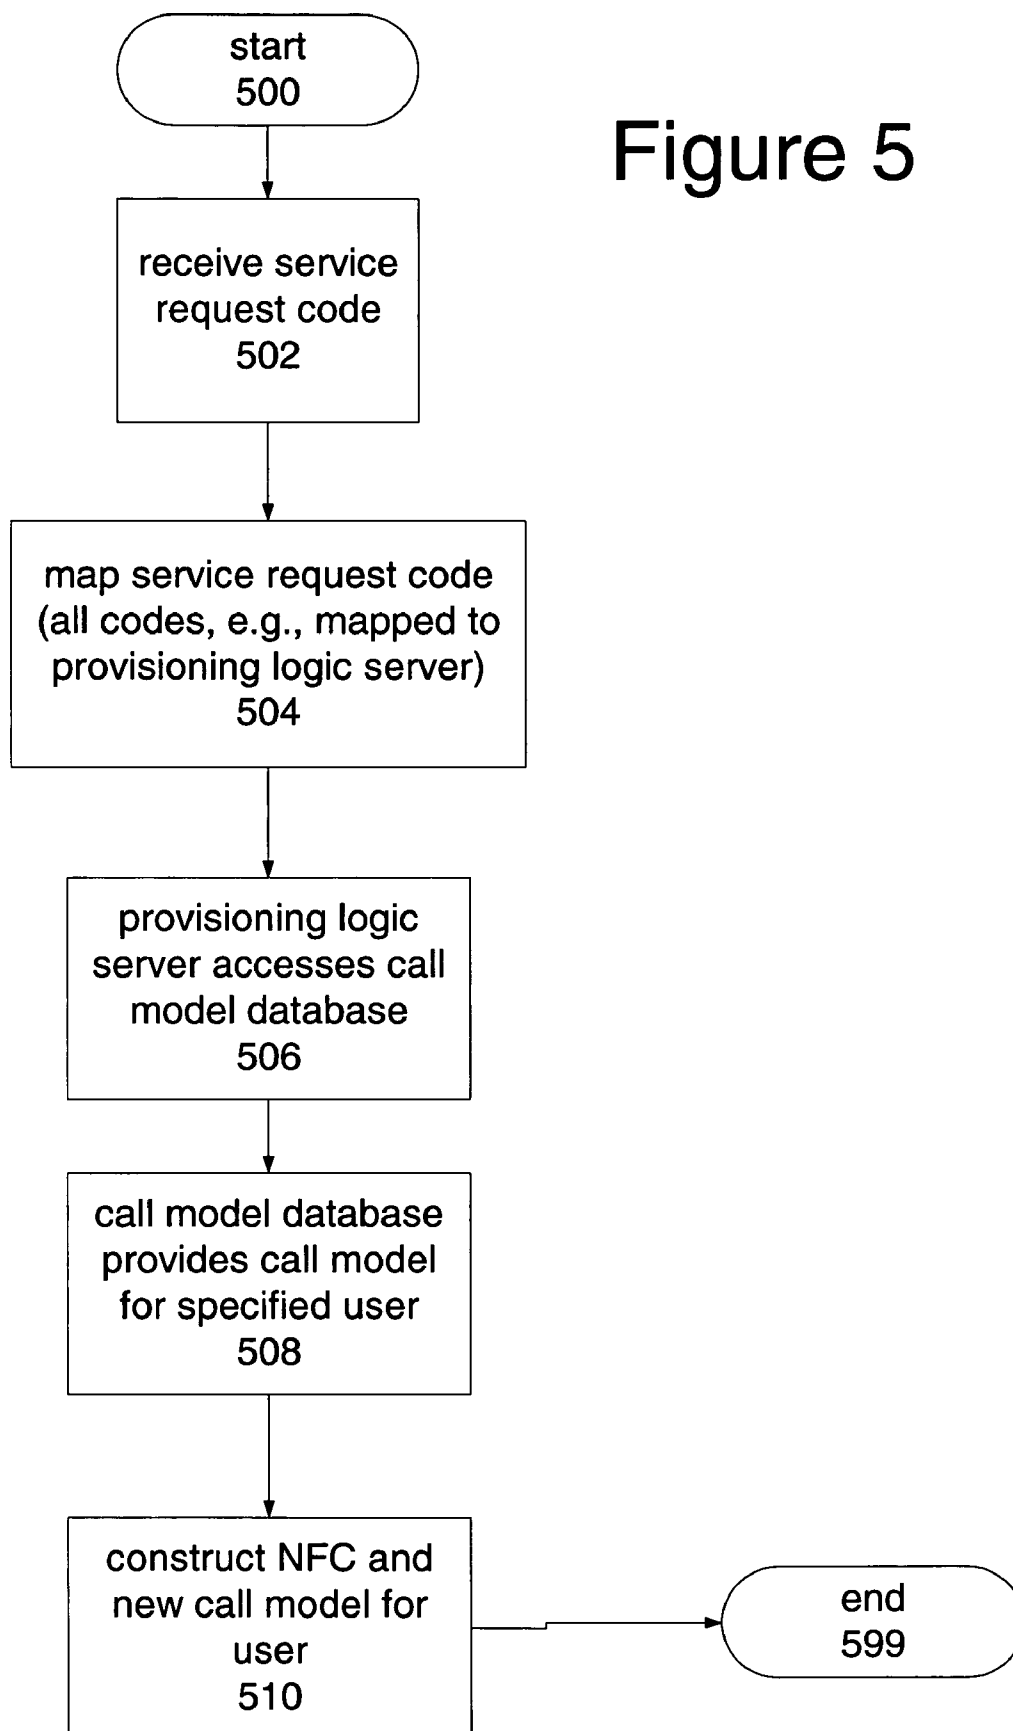 start
500
Figure 5
receive service
request code
502
map service request code
(all codes, e.g., mapped to
provisioning logic server)
504
provisioning logic
server accesses call
model database
506
call model database
provides call model
for specified user
508
construct NFC and
new call model for
user
510
end
599